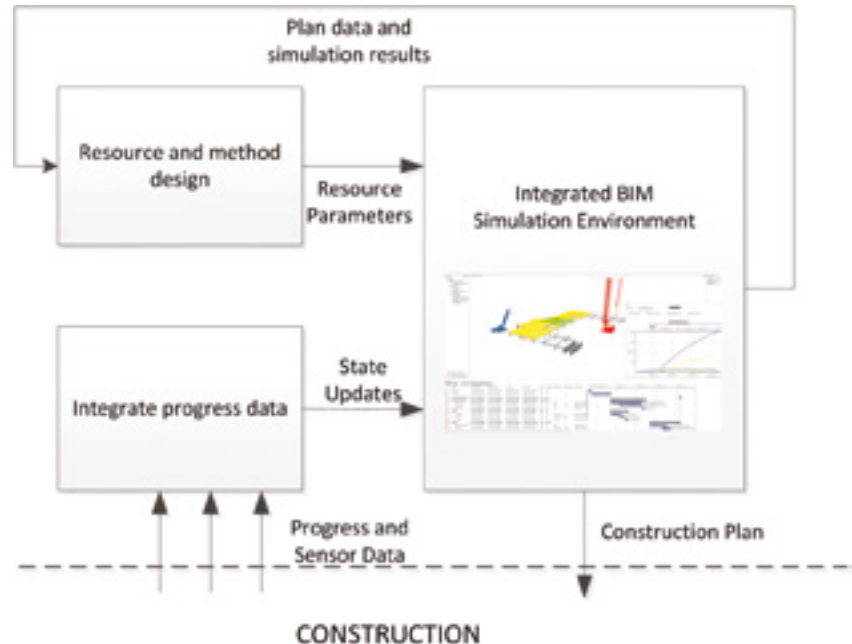 Plan data and
simulation results
Resource and method
design
Resource
Parameters
Integrated BIM
Simulation Environment
State
Updates
Integrate progress data
Progress and
Sensor Data
Construction Plan
CONSTRUCTION